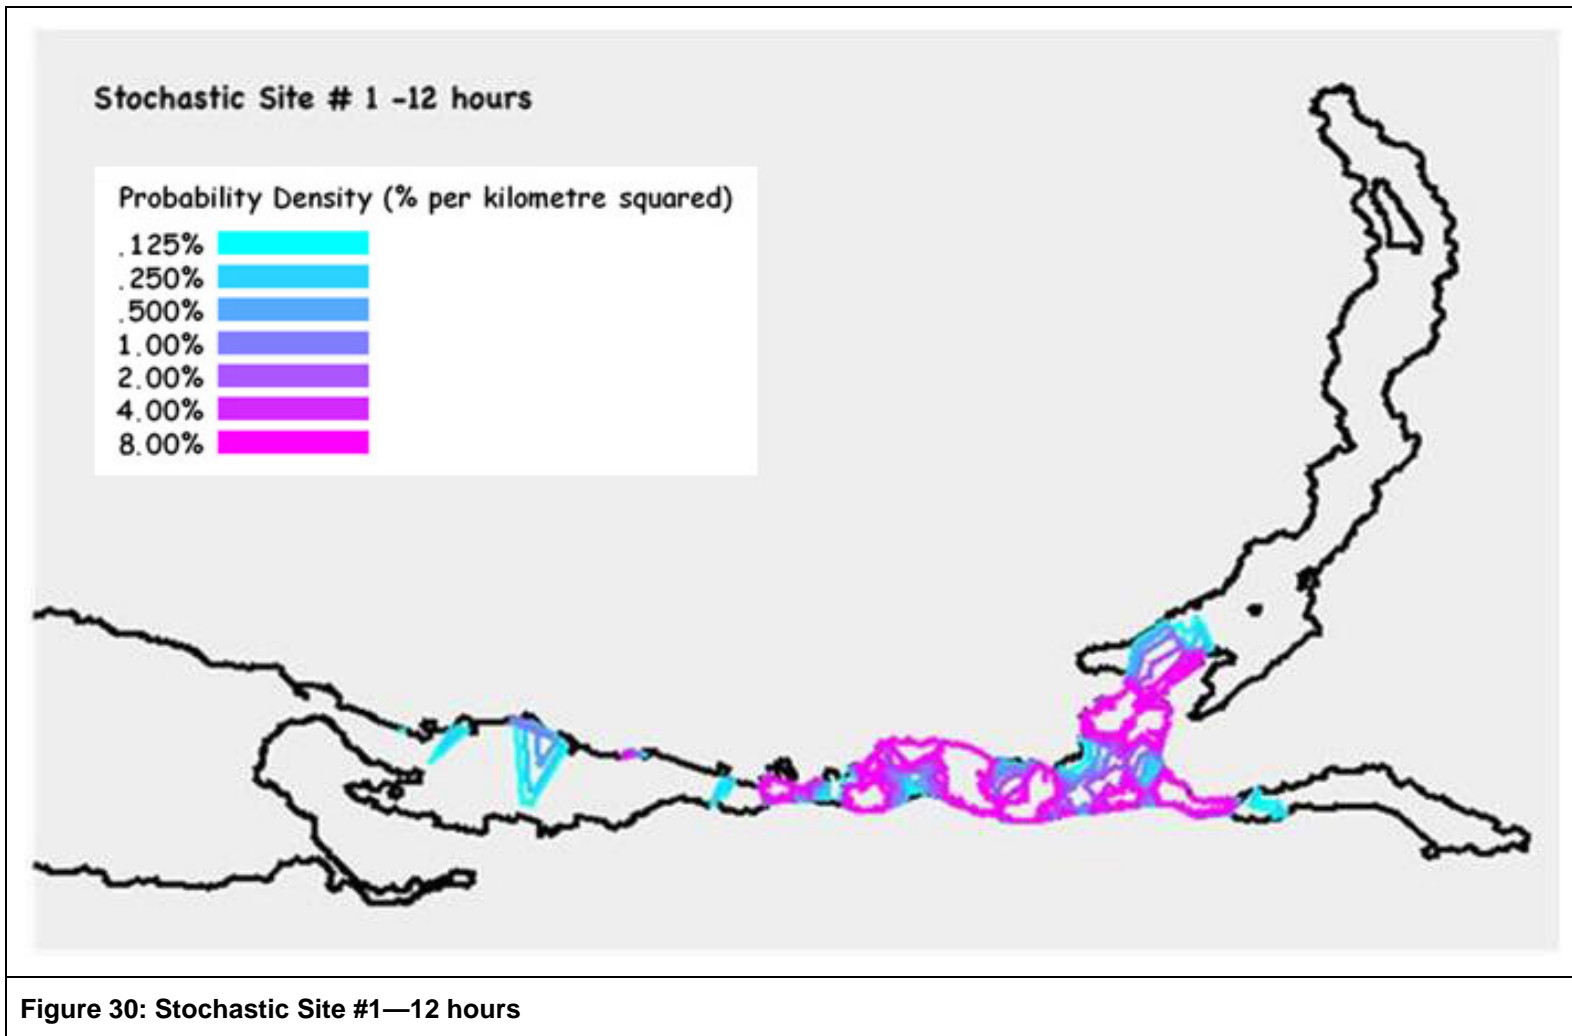 Stochastic Site # 1 -12 hours
Probability Density (% per kilometre squared)
.125%
.250%
.500%
1.00%
2.00%
4.00%
8.00%
Figure 30: Stochastic Site #1—12 hours